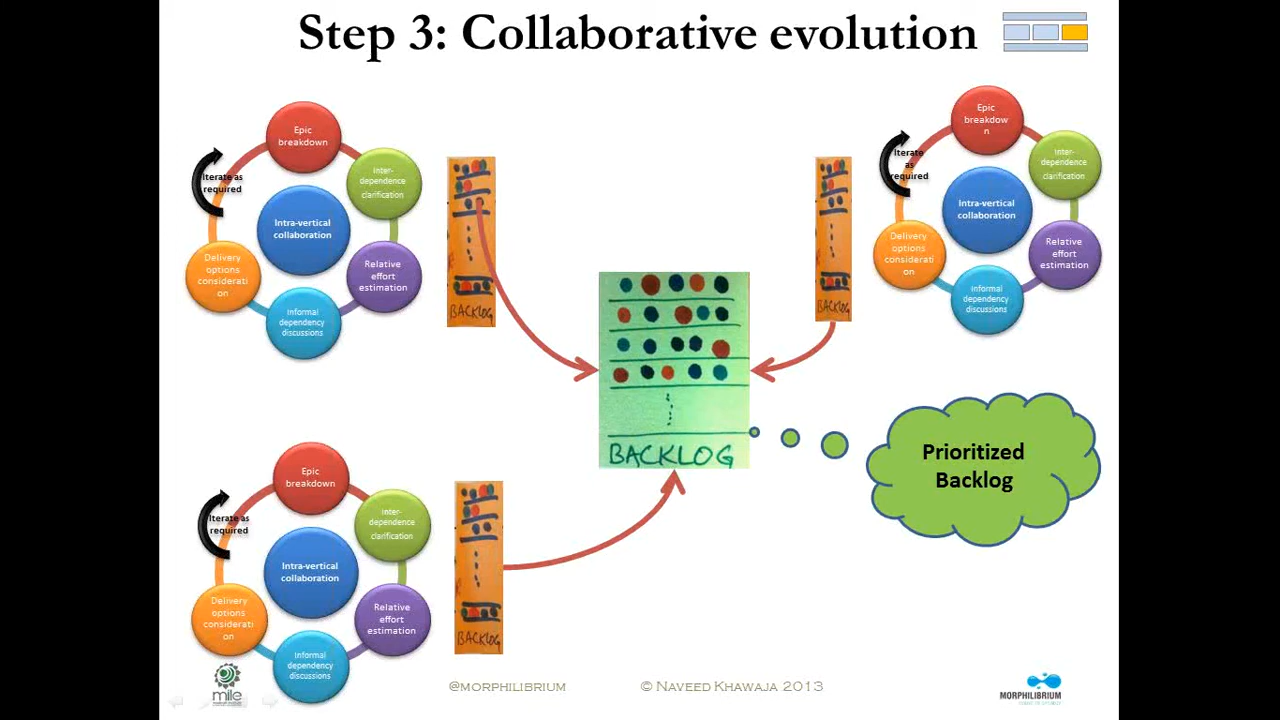 Step 3: Collaborative evolution
Epic
breakdown
Iterate as
required
Inter-
dependence
clarification
Intra-vertical
collaboration
Delivery
options
considerati
on
Relative
effort
estimation
Informal
dependency
discussions
BACKLOG
Epic
breakdow
n
Iterate
as
required
Inter-
dependence
clarification
Intra-vertical
collaboration
Delivery
options
considerati
on
Relative
effort
estimation
Informal
dependency
discussions
BACKLOG
BACKLOG
Prioritized
Backlog
Epic
breakdown
Iterate as
required
Inter-
dependence
clarification
Intra-vertical
collaboration
Delivery
options
considerati
on
Relative
effort
estimation
Informal
dependency
discussions
BACKLOG
mile
@morphilibrium
© Naveed Khawaja 2013
MORPHILIBRIUM